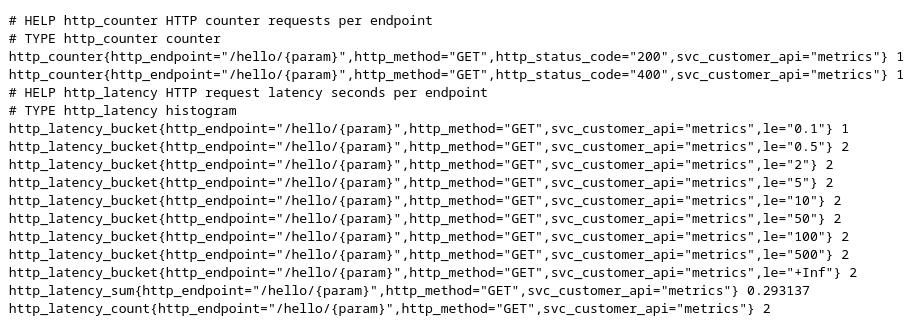 # HELP http_counter HTTP counter requests per endpoint
# TYPE http_counter counter
http_counter{http_endpoint="/hello/{param}",http_method="GET",http_status_code="200",svc_customer_api="metrics"} 1
http_counter{http_endpoint="/hello/{param}",http_method="GET",http_status_code="400",svc_customer_api="metrics"} 1
# HELP http_latency HTTP request latency seconds per endpoint
# TYPE http_latency histogram
http_latency_bucket{http_endpoint="/hello/{param}",http_method="GET",svc_customer_api="metrics",le="0.1"} 1
http_latency_bucket{http_endpoint="/hello/{param}",http_method="GET",svc_customer_api="metrics",le="0.5"} 2
http_latency_bucket{http_endpoint="/hello/{param}",http_method="GET",svc_customer_api="metrics",le="2"} 2
http_latency_bucket{http_endpoint="/hello/{param}",http_method="GET",svc_customer_api="metrics",le="5"} 2
http_latency_bucket{http_endpoint="/hello/{param}",http_method="GET",svc_customer_api="metrics",le="10"} 2
http_latency_bucket{http_endpoint="/hello/{param}",http_method="GET",svc_customer_api="metrics",le="50"} 2
http_latency_bucket{http_endpoint="/hello/{param}",http_method="GET",svc_customer_api="metrics",le="100"} 2
http_latency_bucket{http_endpoint="/hello/{param}",http_method="GET",svc_customer_api="metrics",le="500"} 2
http_latency_bucket{http_endpoint="/hello/{param}",http_method="GET",svc_customer_api="metrics",le="+Inf"} 2
http_latency_sum{http_endpoint="/hello/{param}",http_method="GET",svc_customer_api="metrics"} 0.293137
http_latency_count{http_endpoint="/hello/{param}",http_method="GET",svc_customer_api="metrics"} 2